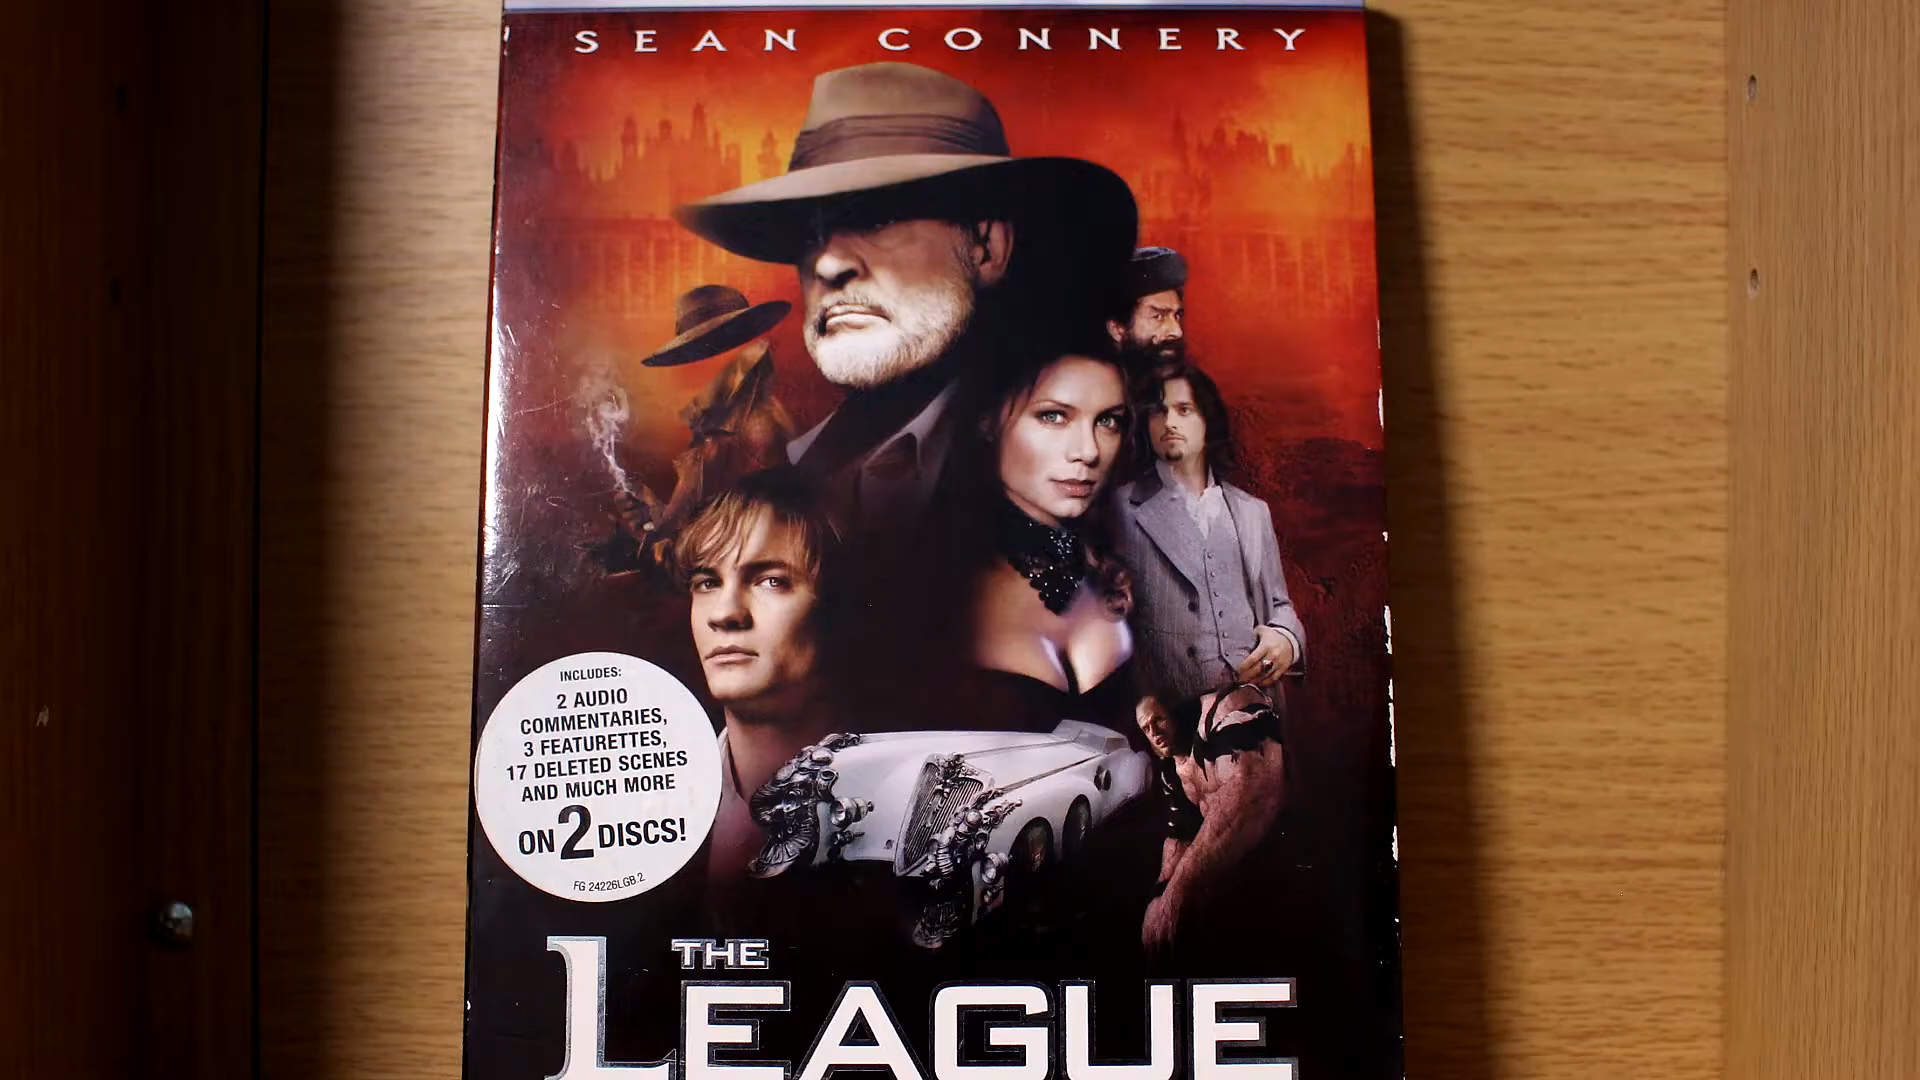 SEAN CONNERY
INCLUDES:
2 AUDIO
COMMENTARIES,
3 FEATURETTES,
17 DELETED SCENES
AND MUCH MORE
ON 2 DISCS!
FG 24226LGB.2
THE
LEAGUE